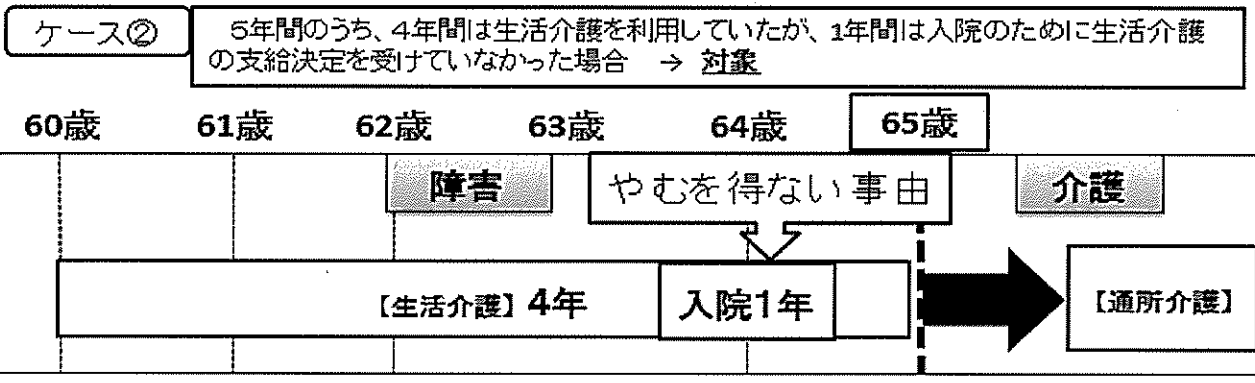 ケース②
5年間のうち、4年間は生活介護を利用していたが、1年間は入院のために生活介護
の支給決定を受けていなかった場合 → 対象
60歳 61歳 62歳 63歳 64歳 65歳
障害 やむを得ない事由 介護
【生活介護】4年 入院1年 【通所介護】